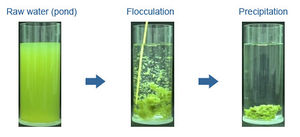 Raw water (pond)
Flocculation
Precipitation